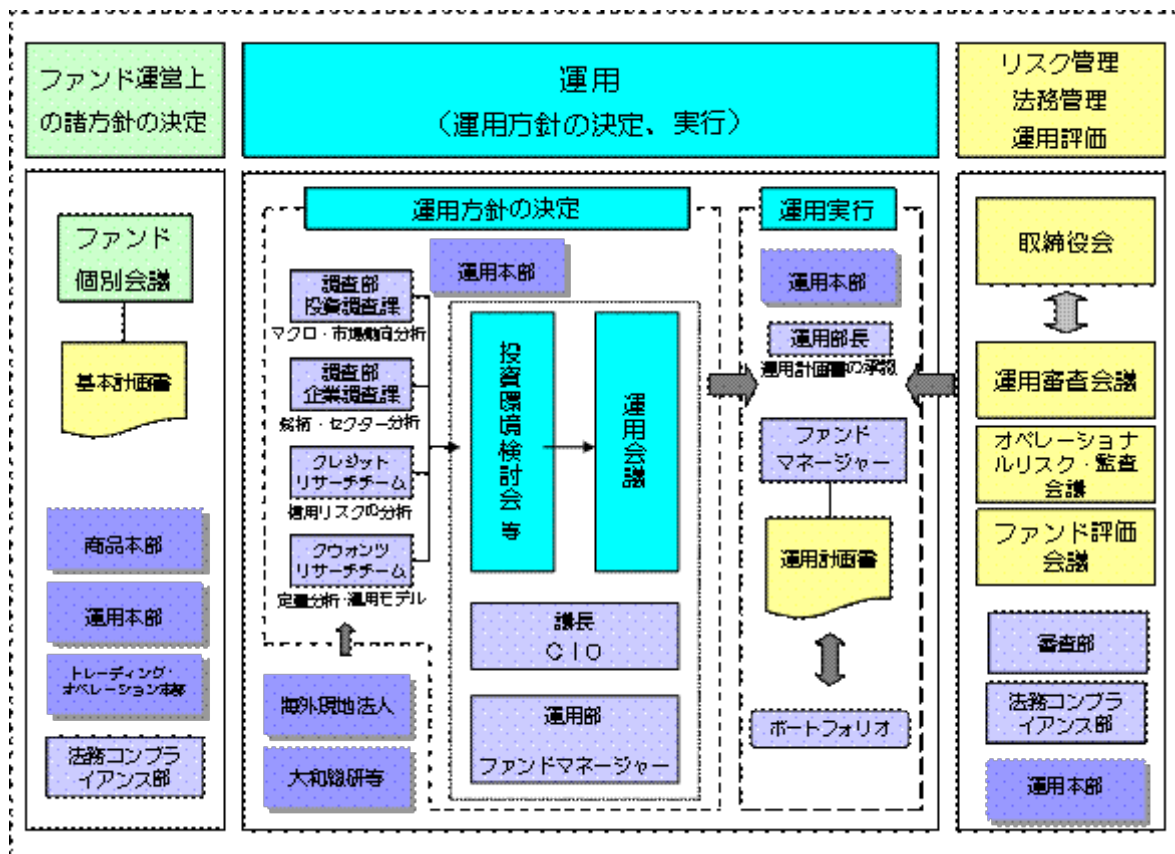 ファンド運営上
の諸方針の決定
運用
（運用方針の決定、実行）
リスク管理
法務管理
運用評価
ファンド
個別会議
基本計画書
商品本部
運用本部
トレーディング・
オペレーション本部
法務コンプラ
イアンス部
運用方針の決定
運用本部
調査部
投資調査課
マクロ・市場動向分析
調査部
企業調査課
銘柄・セクター分析
クレジット
リサーチチーム
信用リスクの分析
クウォンツ
リサーチチーム
定量分析・運用モデル
海外現地法人
大和総研等
投資環境検討会 等
運用会議
議長
ＣＩＯ
運用部
ファンドマネージャー
運用実行
運用本部
運用部長
運用計画書の承認
ファンド
マネージャー
運用計画書
ポートフォリオ
取締役会
運用審査会議
オペレーショナ
ルリスク・監査
会議
ファンド評価
会議
審査部
法務コンプラ
イアンス部
運用本部